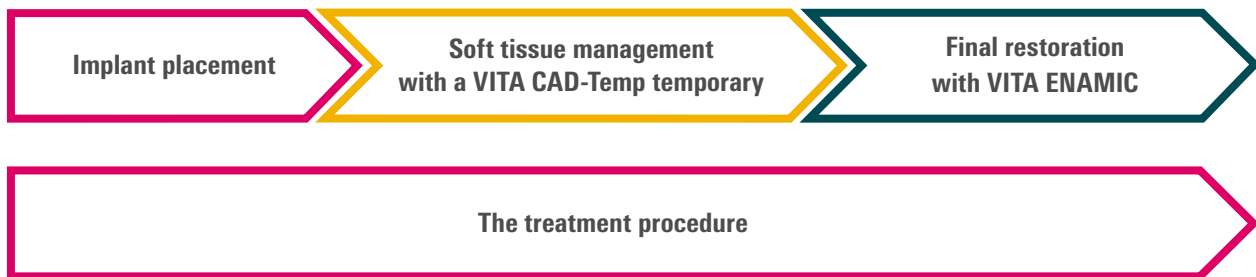 Implant placement
Soft tissue management
with a VITA CAD-Temp temporary
Final restoration
with VITA ENAMIC
The treatment procedure